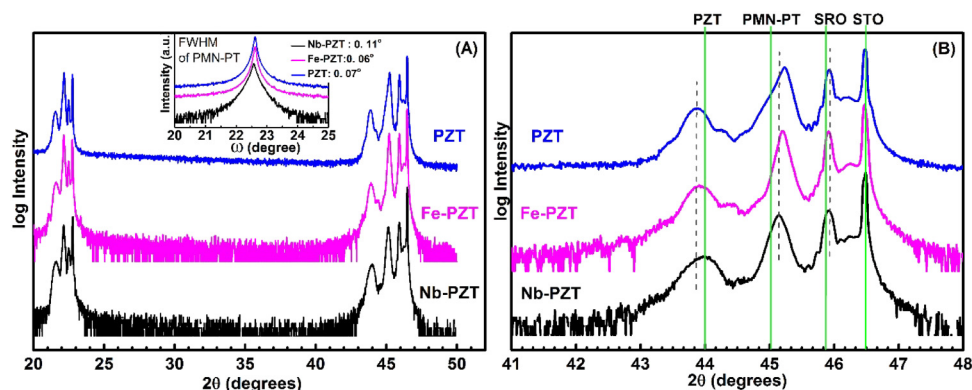 (A)
FWHM
of PMN-PT
Nb-PZT : 0. 11°
Fe-PZT: 0. 06°
PZT: 0. 07°
Intensity (a.u.)
20 21 22 23 24 25
ω (degree)
PZT
Fe-PZT
Nb-PZT
log Intensity
20 25 30 35 40 45 50
2θ (degrees)
PZT PMN-PT SRO STO
(B)
PZT
Fe-PZT
Nb-PZT
log Intensity
41 42 43 44 45 46 47 48
2θ (degrees)